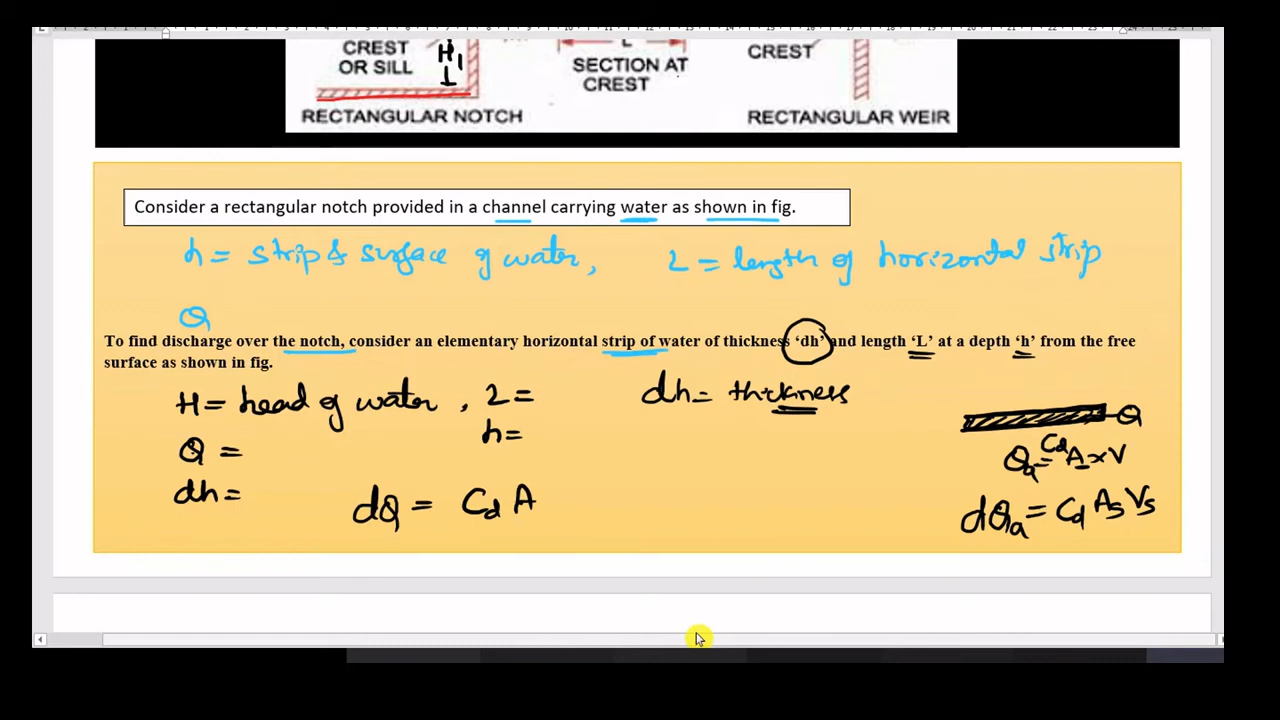 CREST
OR SILL
H1
L
SECTION AT
CREST
CREST
RECTANGULAR NOTCH
RECTANGULAR WEIR
Consider a rectangular notch provided in a channel carrying water as shown in fig.
h = strip & surface of water, L = length of horizontal strip
Q
To find discharge over the notch, consider an elementary horizontal strip of water of thickness ‘dh’ and length ‘L’ at a depth ‘h’ from the free
surface as shown in fig.
H = head of water , L = dh = thickness
h =
Q =
dh =
dQ = Cd A
Q
Qa = Cd A × V
dQa = Cd As Vs